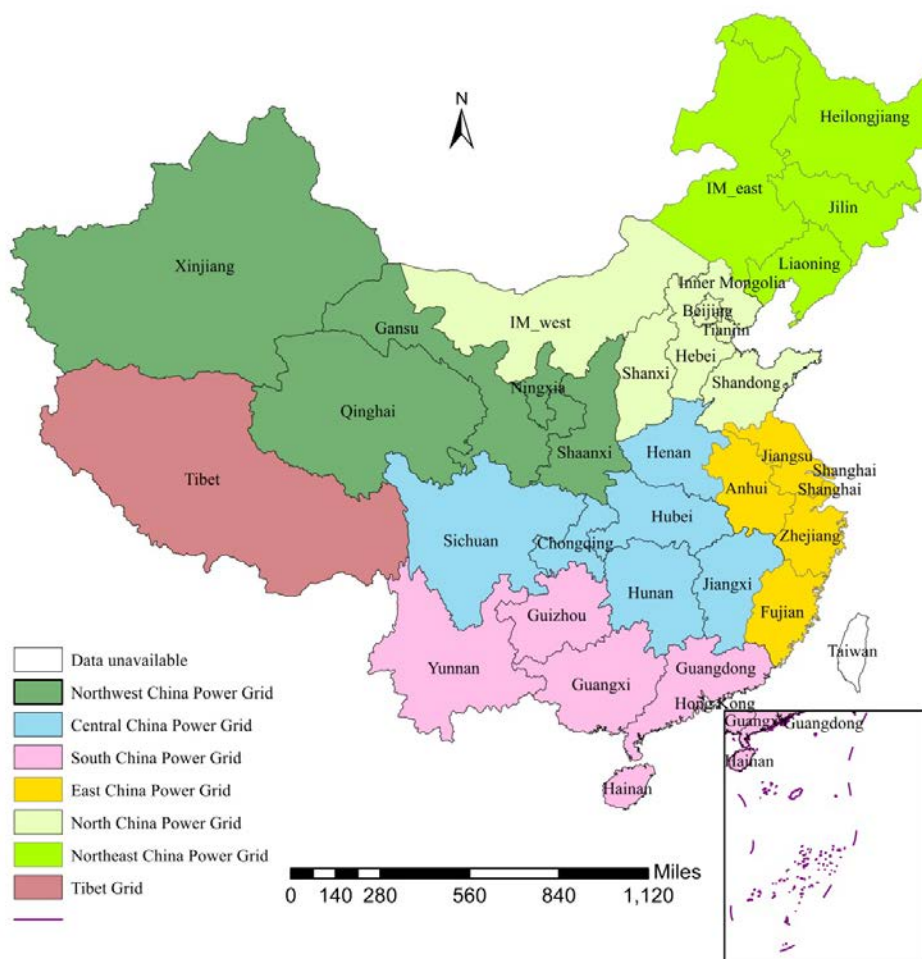 N
Heilongjiang
IM_east
Jilin
Liaoning
Xinjiang
Inner Mongolia
Beijing
Tianjin
Gansu
IM_west
Hebei
Shanxi
Shandong
Ningxia
Qinghai
Shaanxi
Henan
Jiangsu
Shanghai
Shanghai
Anhui
Tibet
Hubei
Zhejiang
Sichuan
Chongqing
Hunan
Jiangxi
Guizhou
Fujian
Taiwan
Yunnan
Guangxi
Guangdong
Hong Kong
Hainan
Guangxi
Guangdong
Hainan
Data unavailable
Northwest China Power Grid
Central China Power Grid
South China Power Grid
East China Power Grid
North China Power Grid
Northeast China Power Grid
Tibet Grid
Miles
0 140 280 560 840 1,120